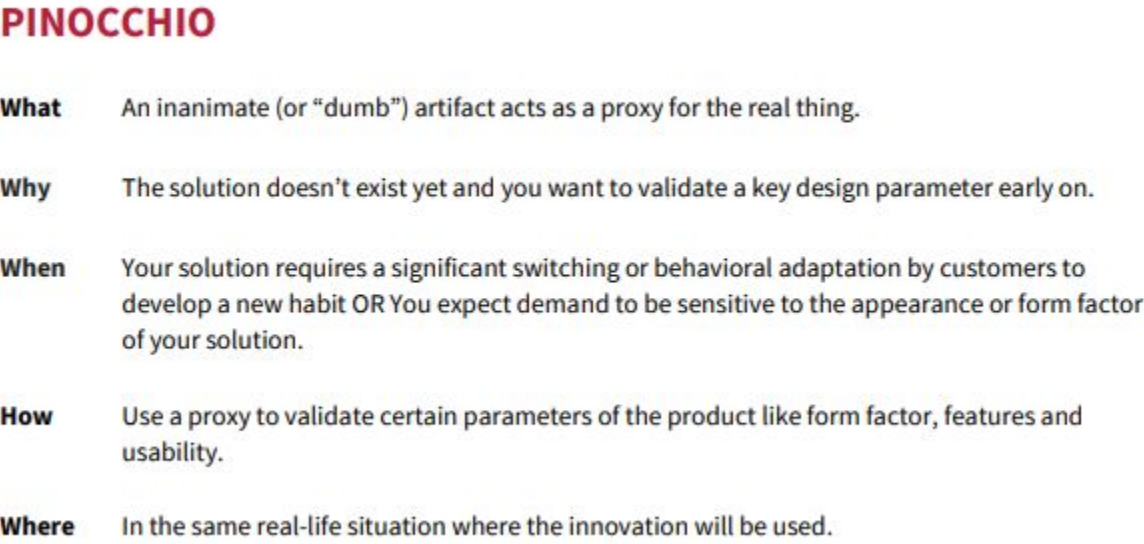 PINOCCHIO
What An inanimate (or “dumb”) artifact acts as a proxy for the real thing.
Why The solution doesn’t exist yet and you want to validate a key design parameter early on.
When Your solution requires a significant switching or behavioral adaptation by customers to
develop a new habit OR You expect demand to be sensitive to the appearance or form factor
of your solution.
How Use a proxy to validate certain parameters of the product like form factor, features and
usability.
Where In the same real-life situation where the innovation will be used.